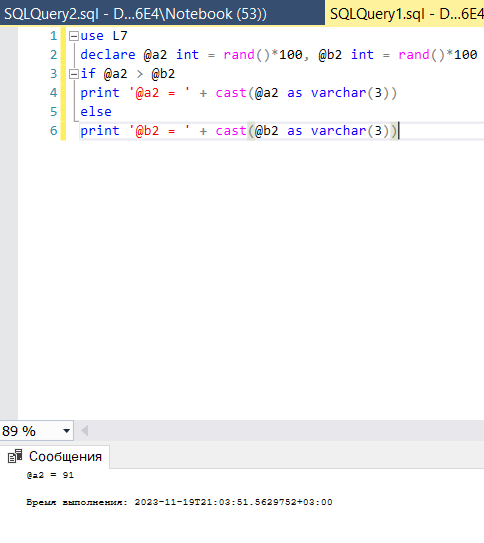 SQLQuery2.sql - D...6E4\Notebook (53))
SQLQuery1.sql - D...6E4
1 use L7
2 declare @a2 int = rand()*100, @b2 int = rand()*100
3 if @a2 > @b2
4 print '@a2 = ' + cast(@a2 as varchar(3))
5 else
6 print '@b2 = ' + cast(@b2 as varchar(3))
89 %
Сообщения
@a2 = 91
Время выполнения: 2023-11-19T21:03:51.5629752+03:00